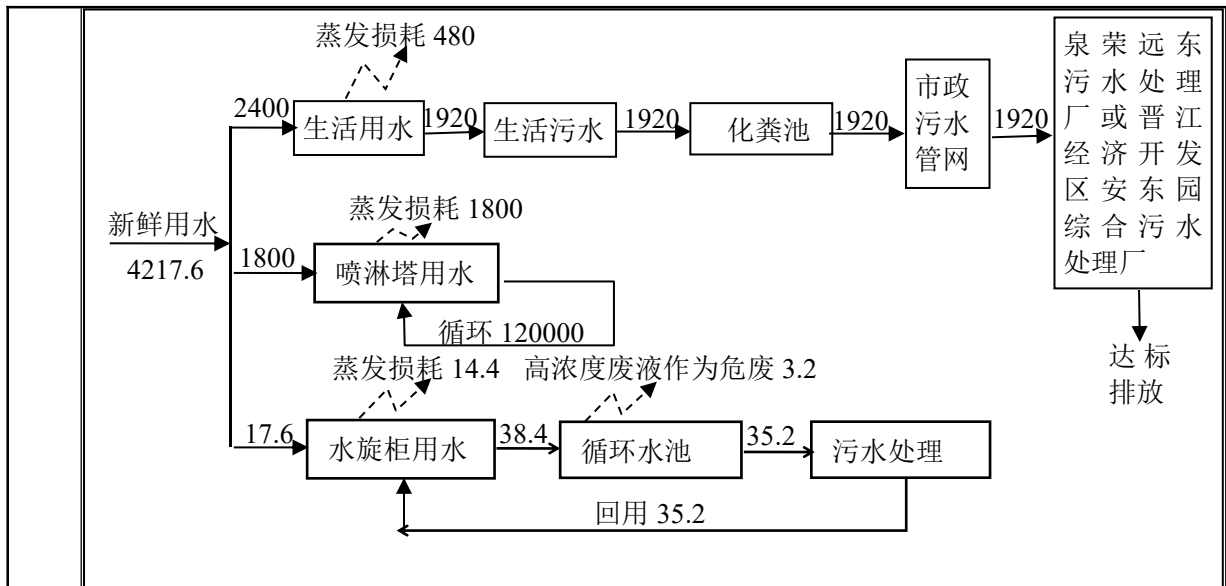 蒸发损耗 480
2400
生活用水
1920
生活污水
1920
化粪池
1920
市政
污水
管网
1920
泉荣远东
污水处理
厂或晋江
经济开发
区安东园
综合污水
处理厂
达标
排放
新鲜用水
4217.6
蒸发损耗 1800
1800
喷淋塔用水
循环 120000
蒸发损耗 14.4
高浓度废液作为危废 3.2
17.6
水旋柜用水
38.4
循环水池
35.2
污水处理
回用 35.2